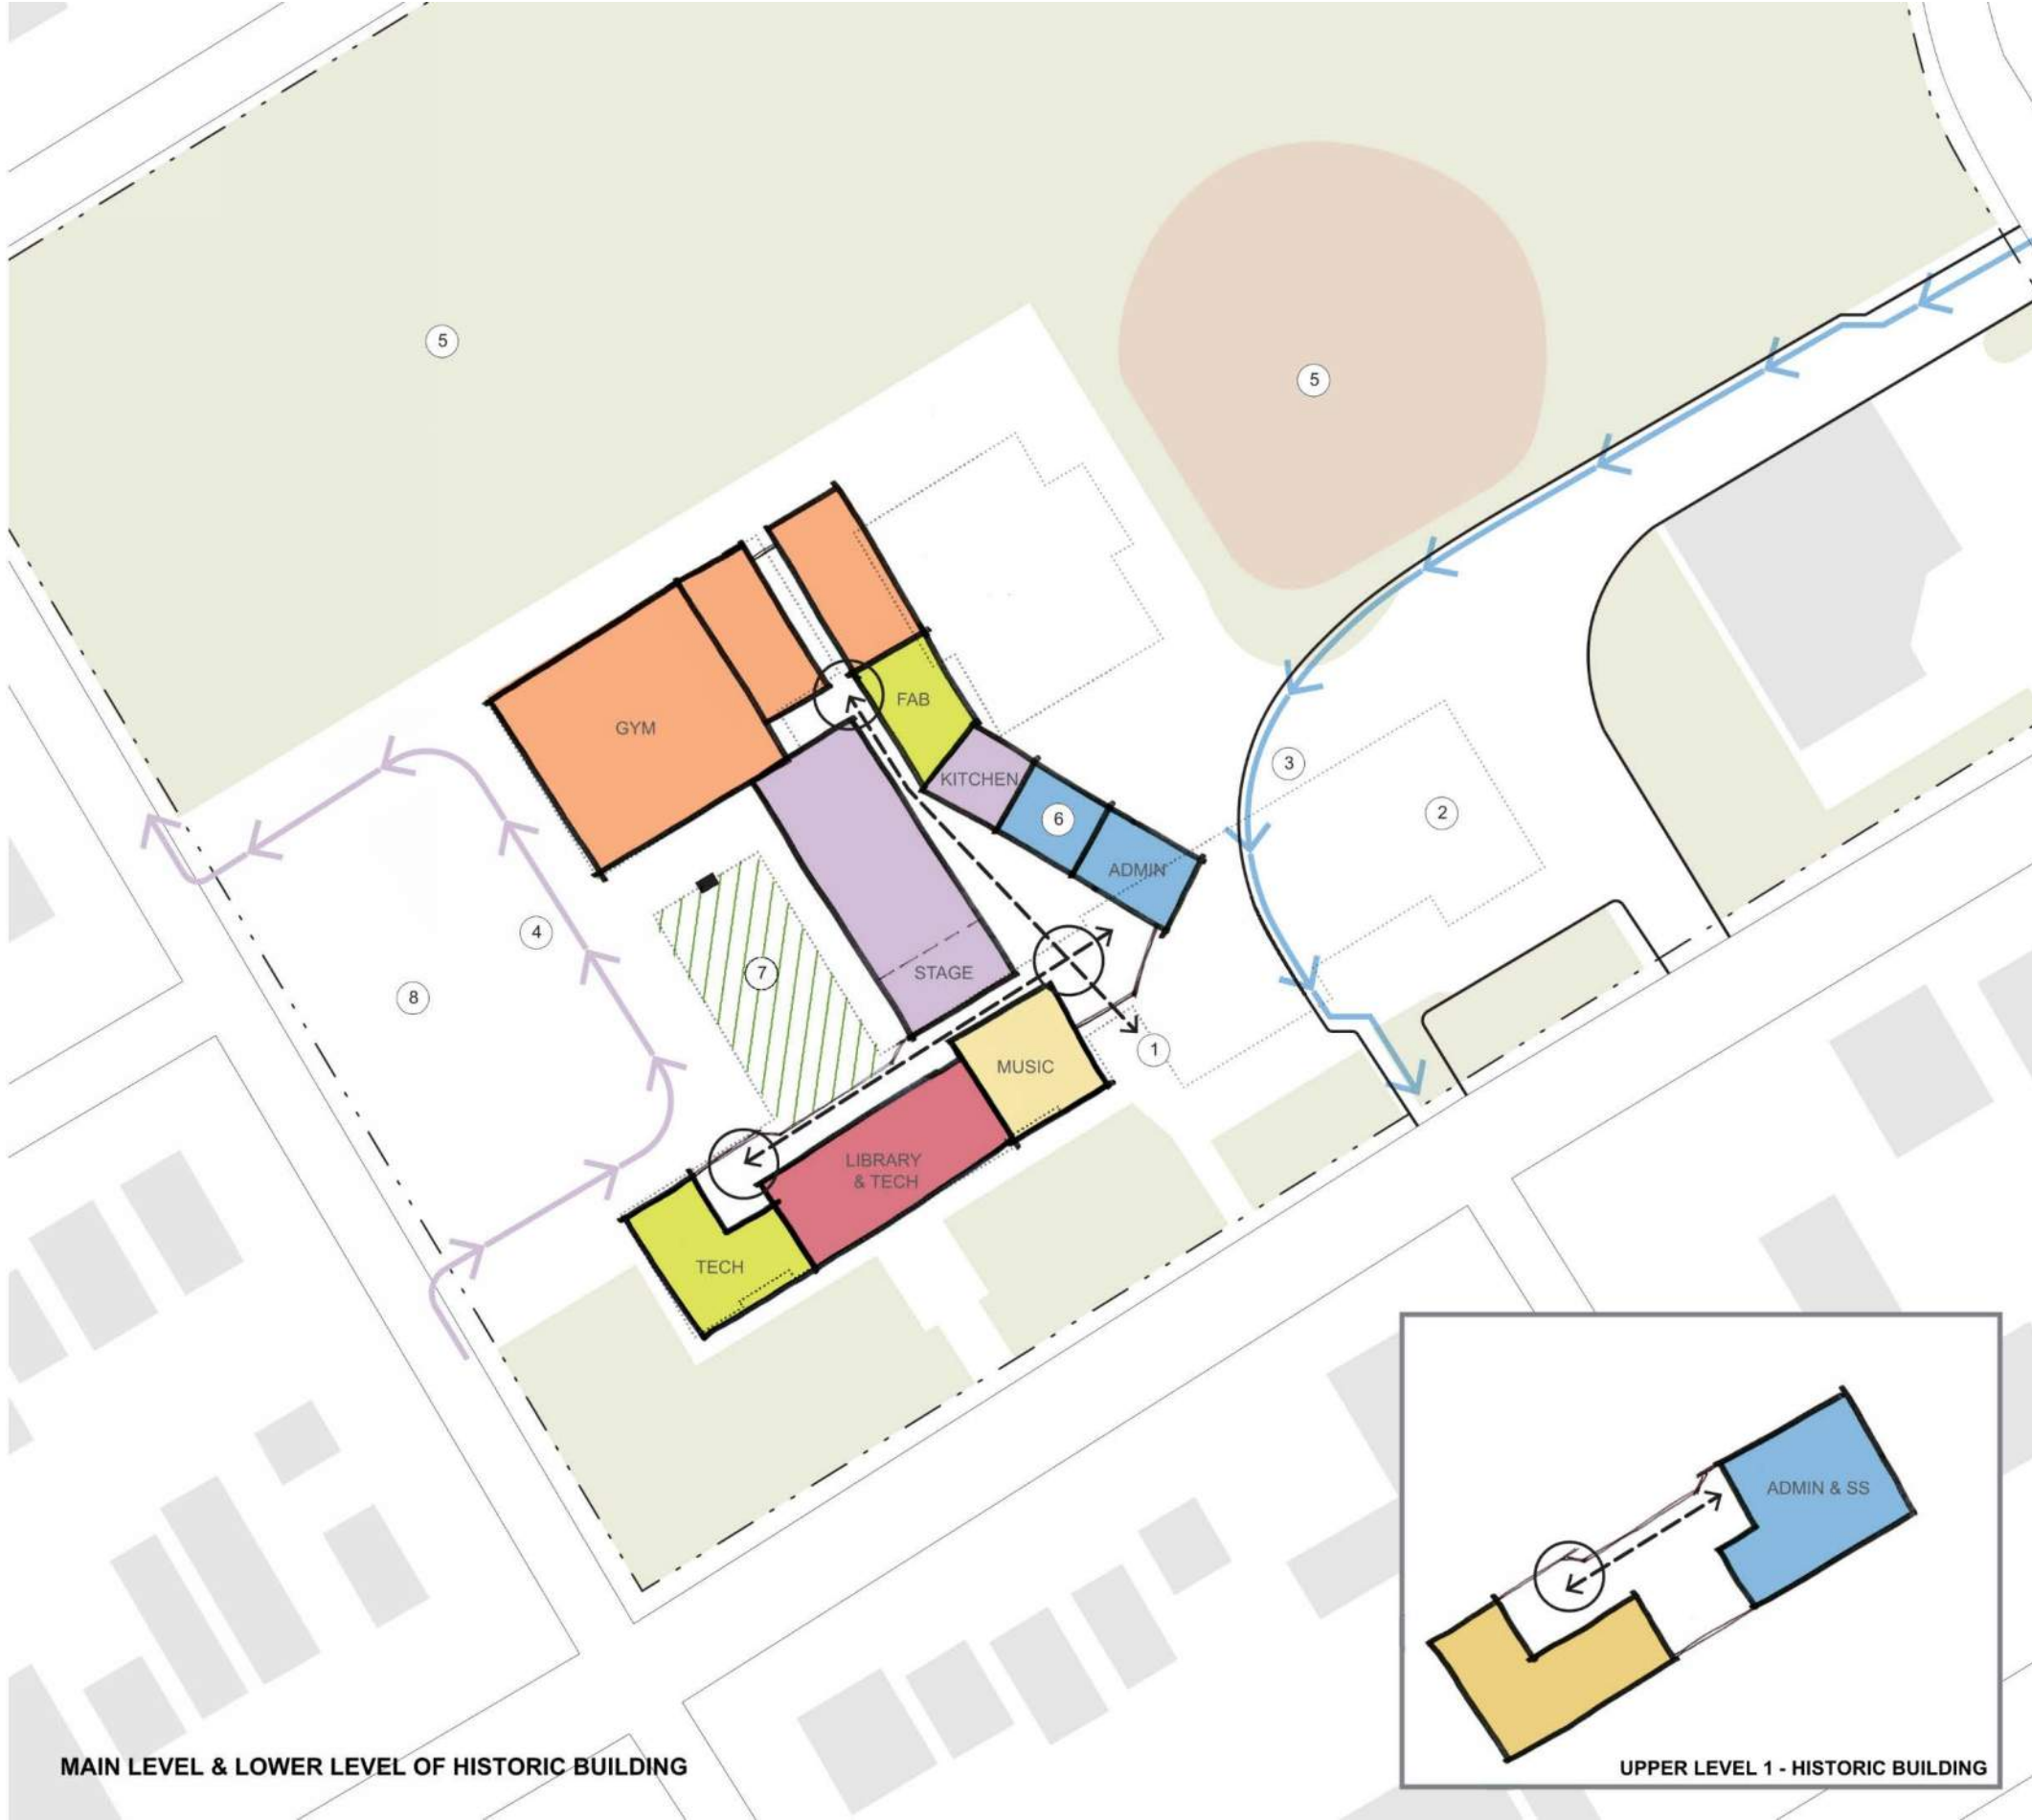 5
5
FAB
GYM
3
KITCHEN
2
6
ADMIN
4
7
STAGE
8
1
MUSIC
LIBRARY
& TECH
TECH
ADMIN & SS
MAIN LEVEL & LOWER LEVEL OF HISTORIC BUILDING
UPPER LEVEL 1 - HISTORIC BUILDING